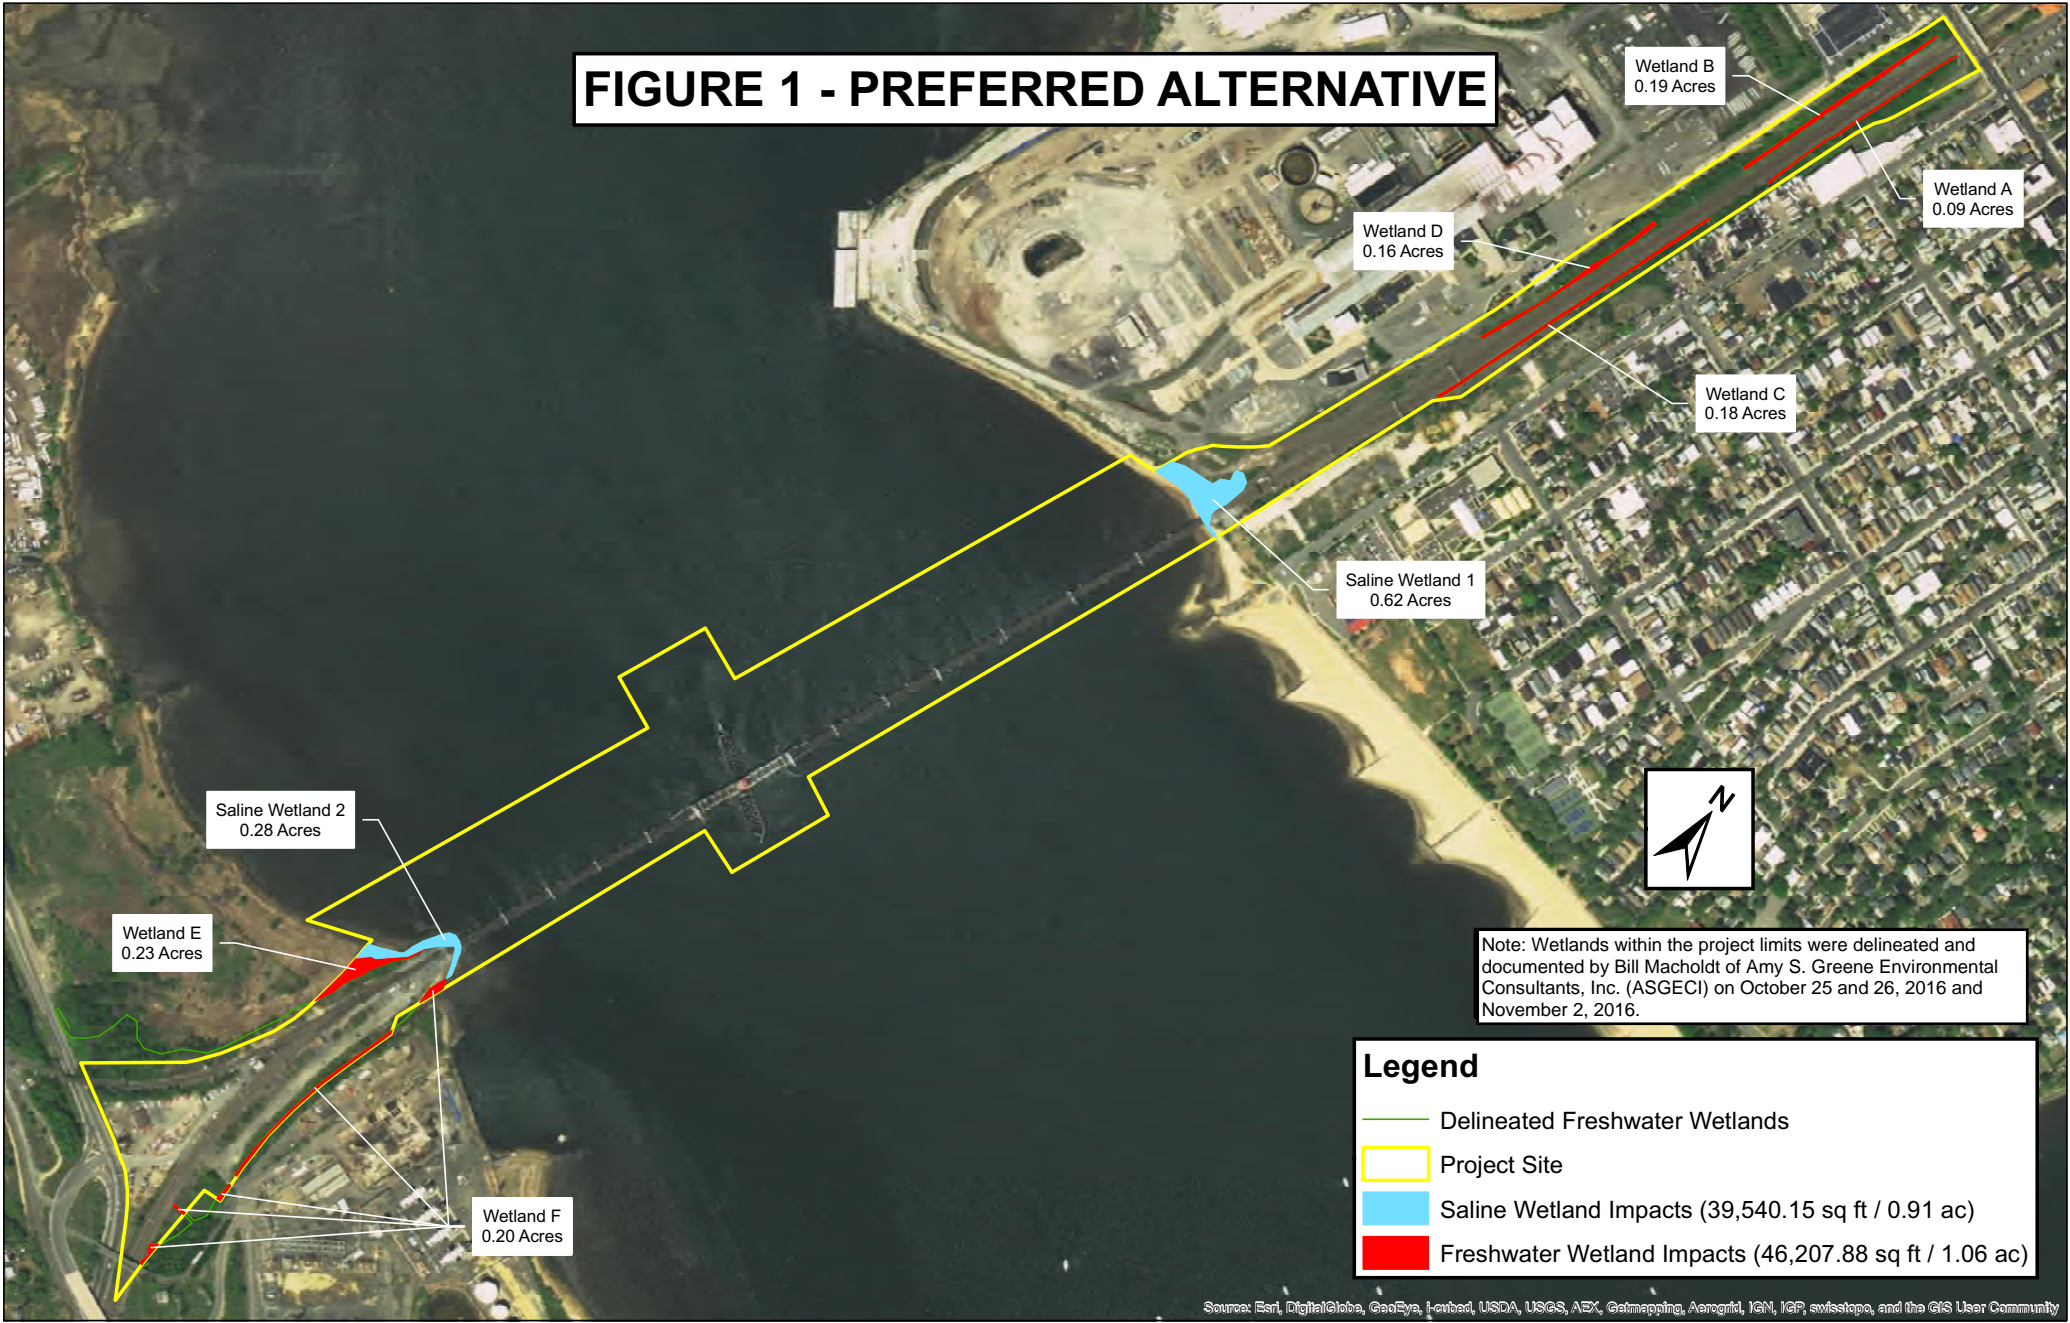 FIGURE 1 - PREFERRED ALTERNATIVE
Wetland B
0.19 Acres
Wetland A
0.09 Acres
Wetland D
0.16 Acres
Wetland C
0.18 Acres
Saline Wetland 1
0.62 Acres
Saline Wetland 2
0.28 Acres
Wetland E
0.23 Acres
Wetland F
0.20 Acres
N
Note: Wetlands within the project limits were delineated and
documented by Bill Macholdt of Amy S. Greene Environmental
Consultants, Inc. (ASGECI) on October 25 and 26, 2016 and
November 2, 2016.
Legend
Delineated Freshwater Wetlands
Project Site
Saline Wetland Impacts (39,540.15 sq ft / 0.91 ac)
Freshwater Wetland Impacts (46,207.88 sq ft / 1.06 ac)
Source: Esri, DigitalGlobe, GeoEye, i-cubed, USDA, USGS, AEX, Getmapping, Aerogrid, IGN, IGP, swisstopo, and the GIS User Community